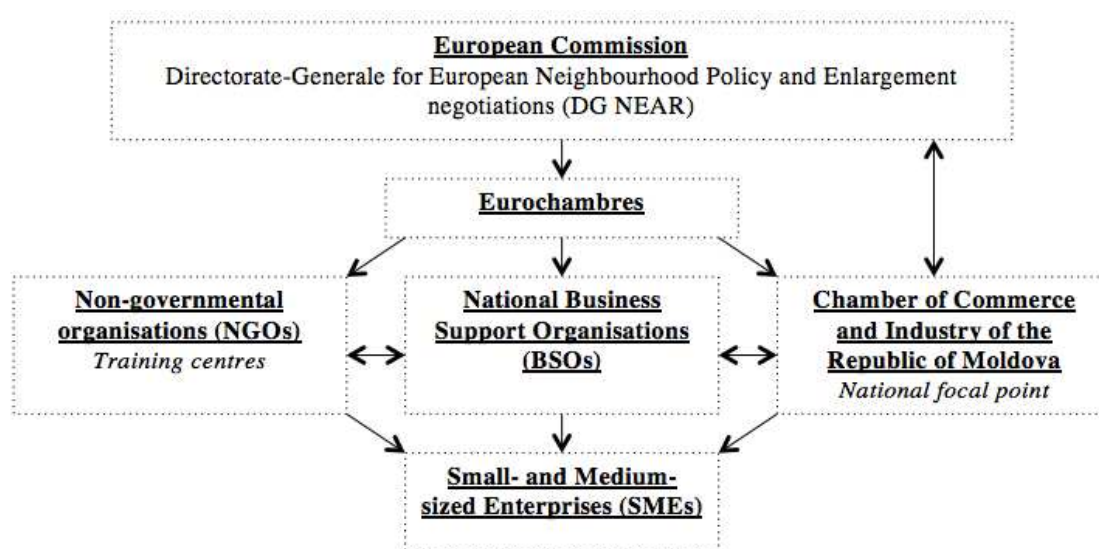 European Commission
Directorate-Generale for European Neighbourhood Policy and Enlargement
negotiations (DG NEAR)
Eurochambres
Non-governmental
organisations (NGOs)
Training centres
National Business
Support Organisations
(BSOs)
Chamber of Commerce
and Industry of the
Republic of Moldova
National focal point
Small- and Medium-
sized Enterprises (SMEs)